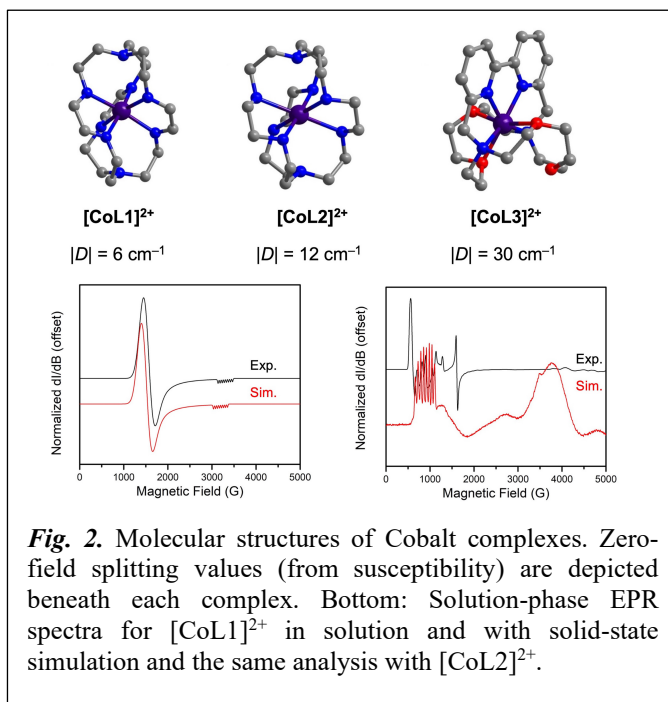 [CoL1]²⁺ [CoL2]²⁺ [CoL3]²⁺
|D| = 6 cm⁻¹ |D| = 12 cm⁻¹ |D| = 30 cm⁻¹
Normalized dI/dB (offset)
Exp.
Sim.
0 1000 2000 3000 4000 5000
Magnetic Field (G)
Normalized dI/dB (offset)
Exp.
Sim.
0 1000 2000 3000 4000 5000
Magnetic Field (G)
Fig. 2. Molecular structures of Cobalt complexes. Zero-
field splitting values (from susceptibility) are depicted
beneath each complex. Bottom: Solution-phase EPR
spectra for [CoL1]²⁺ in solution and with solid-state
simulation and the same analysis with [CoL2]²⁺.